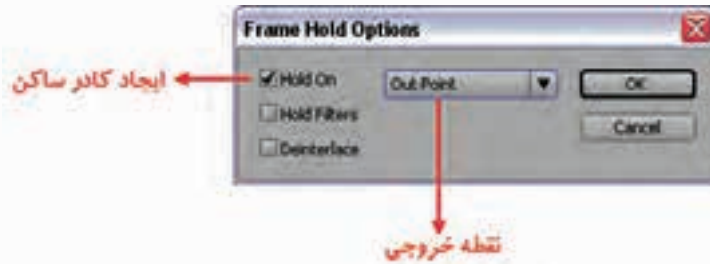 Frame Hold Options
Hold On
Out Point
OK
ایجاد کادر ساکن
Hold Filters
Cancel
Deinterlace
نقطه خروجی